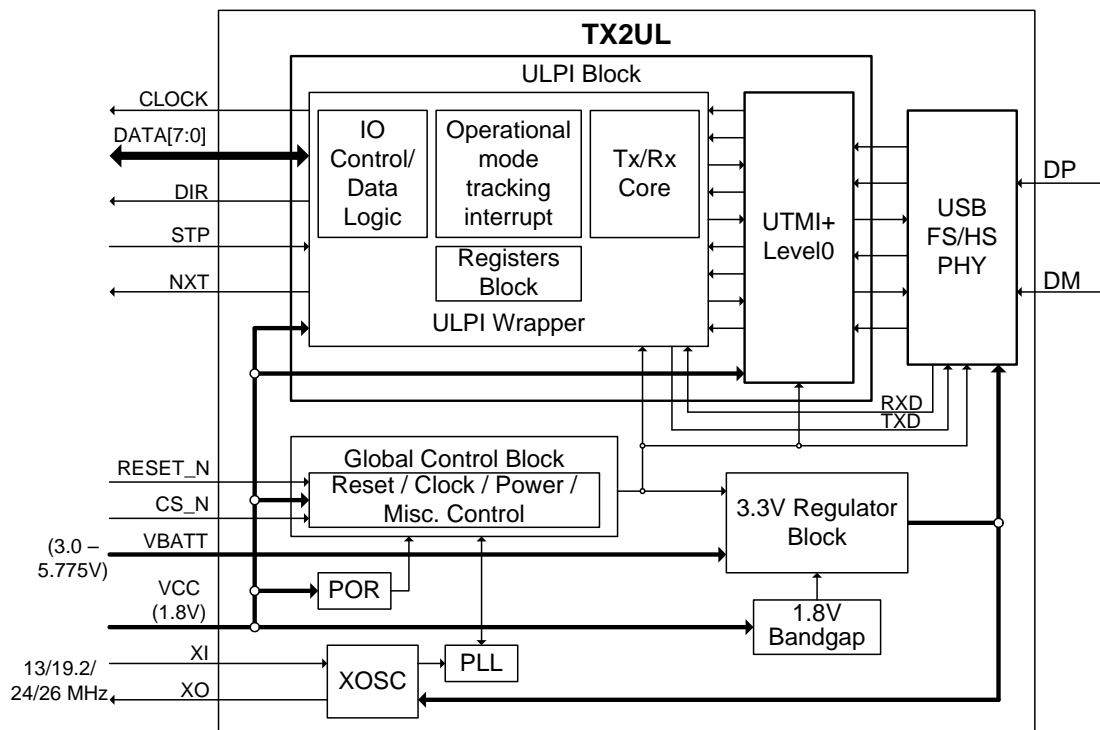 TX2UL
ULPI Block
CLOCK
DATA[7:0]
DIR
STP
NXT
IO
Control/
Data
Logic
Operational
mode
tracking
interrupt
Tx/Rx
Core
Registers
Block
ULPI Wrapper
UTMI+
Level0
USB
FS/HS
PHY
DP
DM
RXD
TXD
RESET_N
CS_N
VBATT
(3.0 –
5.775V)
VCC
(1.8V)
Global Control Block
Reset / Clock / Power /
Misc. Control
3.3V Regulator
Block
POR
1.8V
Bandgap
XI
13/19.2/
24/26 MHz
XO
XOSC
PLL